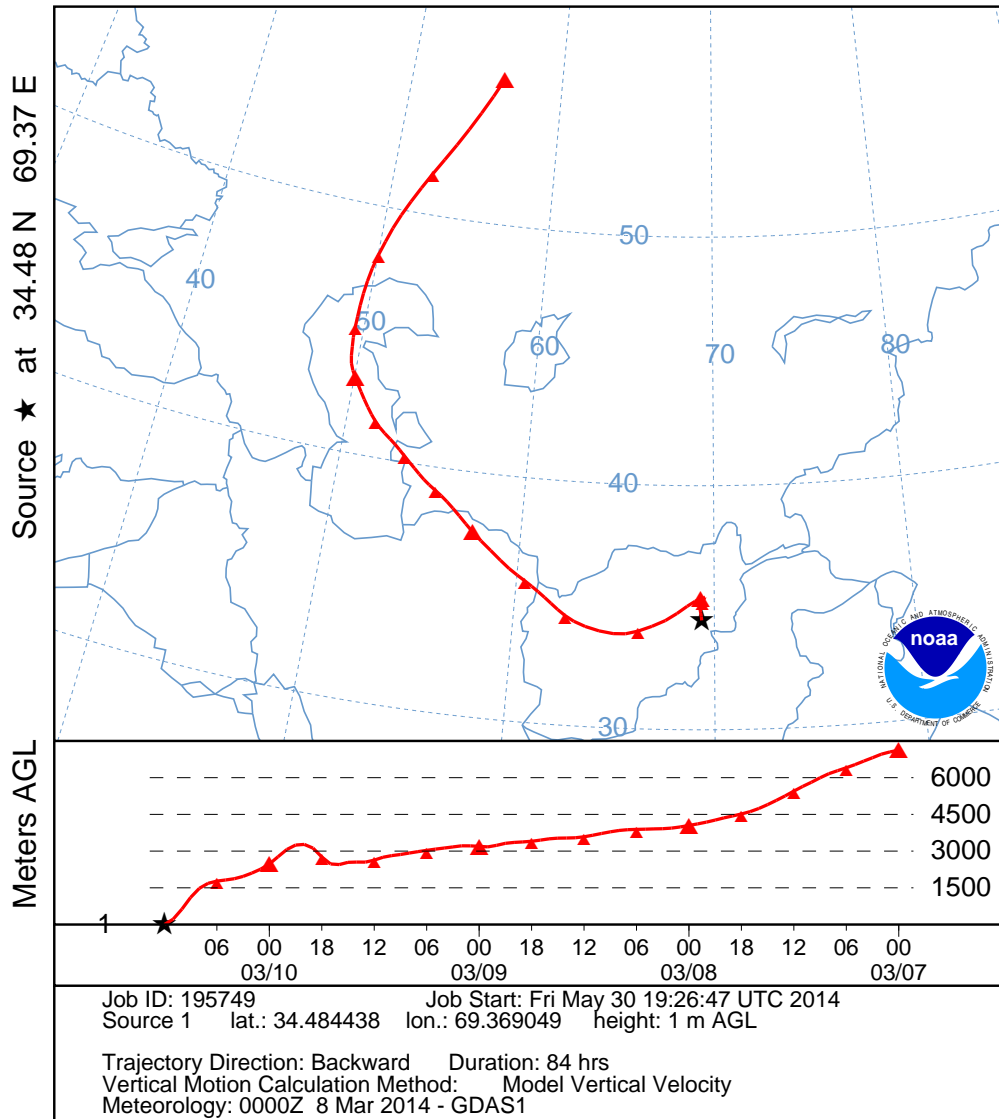 Source ★ at 34.48 N 69.37 E
50
40
50
60
70
80
40
30
NATIONAL OCEANIC AND ATMOSPHERIC ADMINISTRATION
noaa
U.S. DEPARTMENT OF COMMERCE
Meters AGL
6000
4500
3000
1500
1
06 00 18 12 06 00 18 12 06 00 18 12 06 00
03/10 03/09 03/08 03/07
Job ID: 195749 Job Start: Fri May 30 19:26:47 UTC 2014
Source 1 lat.: 34.484438 lon.: 69.369049 height: 1 m AGL
Trajectory Direction: Backward Duration: 84 hrs
Vertical Motion Calculation Method: Model Vertical Velocity
Meteorology: 0000Z 8 Mar 2014 - GDAS1